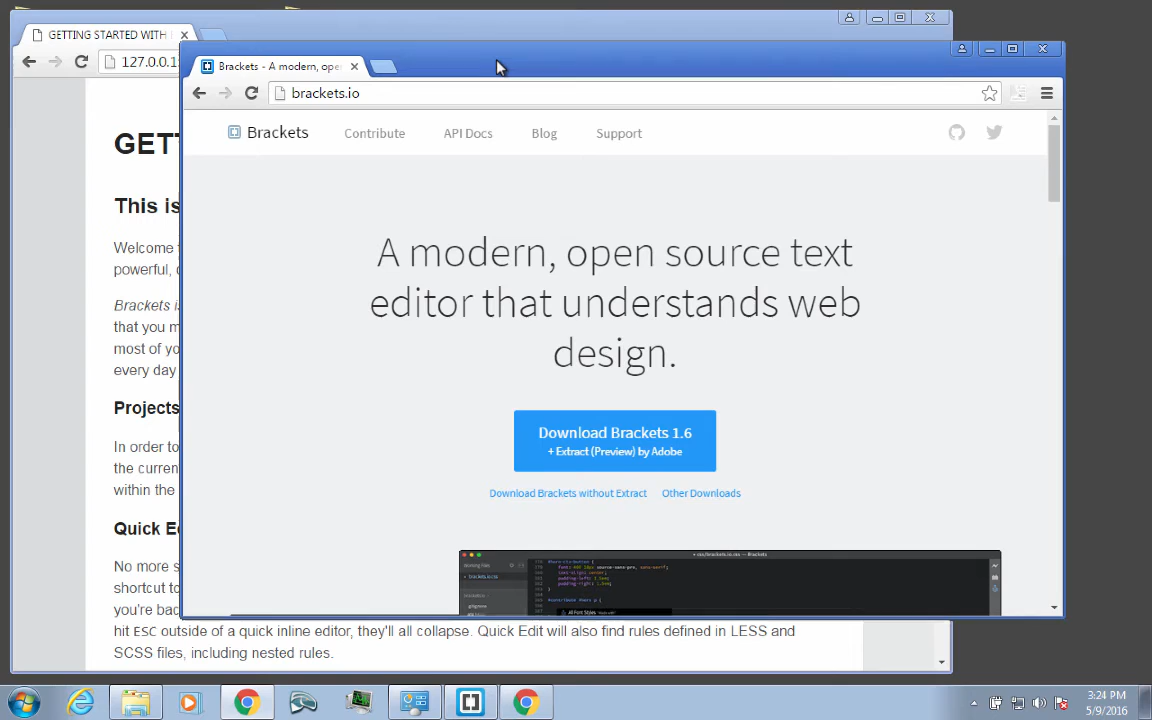 GETTING STARTED WITH
127.0.0.1
Brackets - A modern, ope
brackets.io
Brackets
Contribute
API Docs
Blog
Support
A modern, open source text
editor that understands web
design.
Download Brackets 1.6
+ Extract (Preview) by Adobe
Download Brackets without Extract
Other Downloads
GETT
This is
Welcome
powerful,
Brackets
that you m
most of yo
every day
Projects
In order to
the current
within the
Quick E
No more s
shortcut to
you're bac
hit ESC outside of a quick inline editor, they'll all collapse. Quick Edit will also find rules defined in LESS and
SCSS files, including nested rules.
3:24 PM
5/9/2016